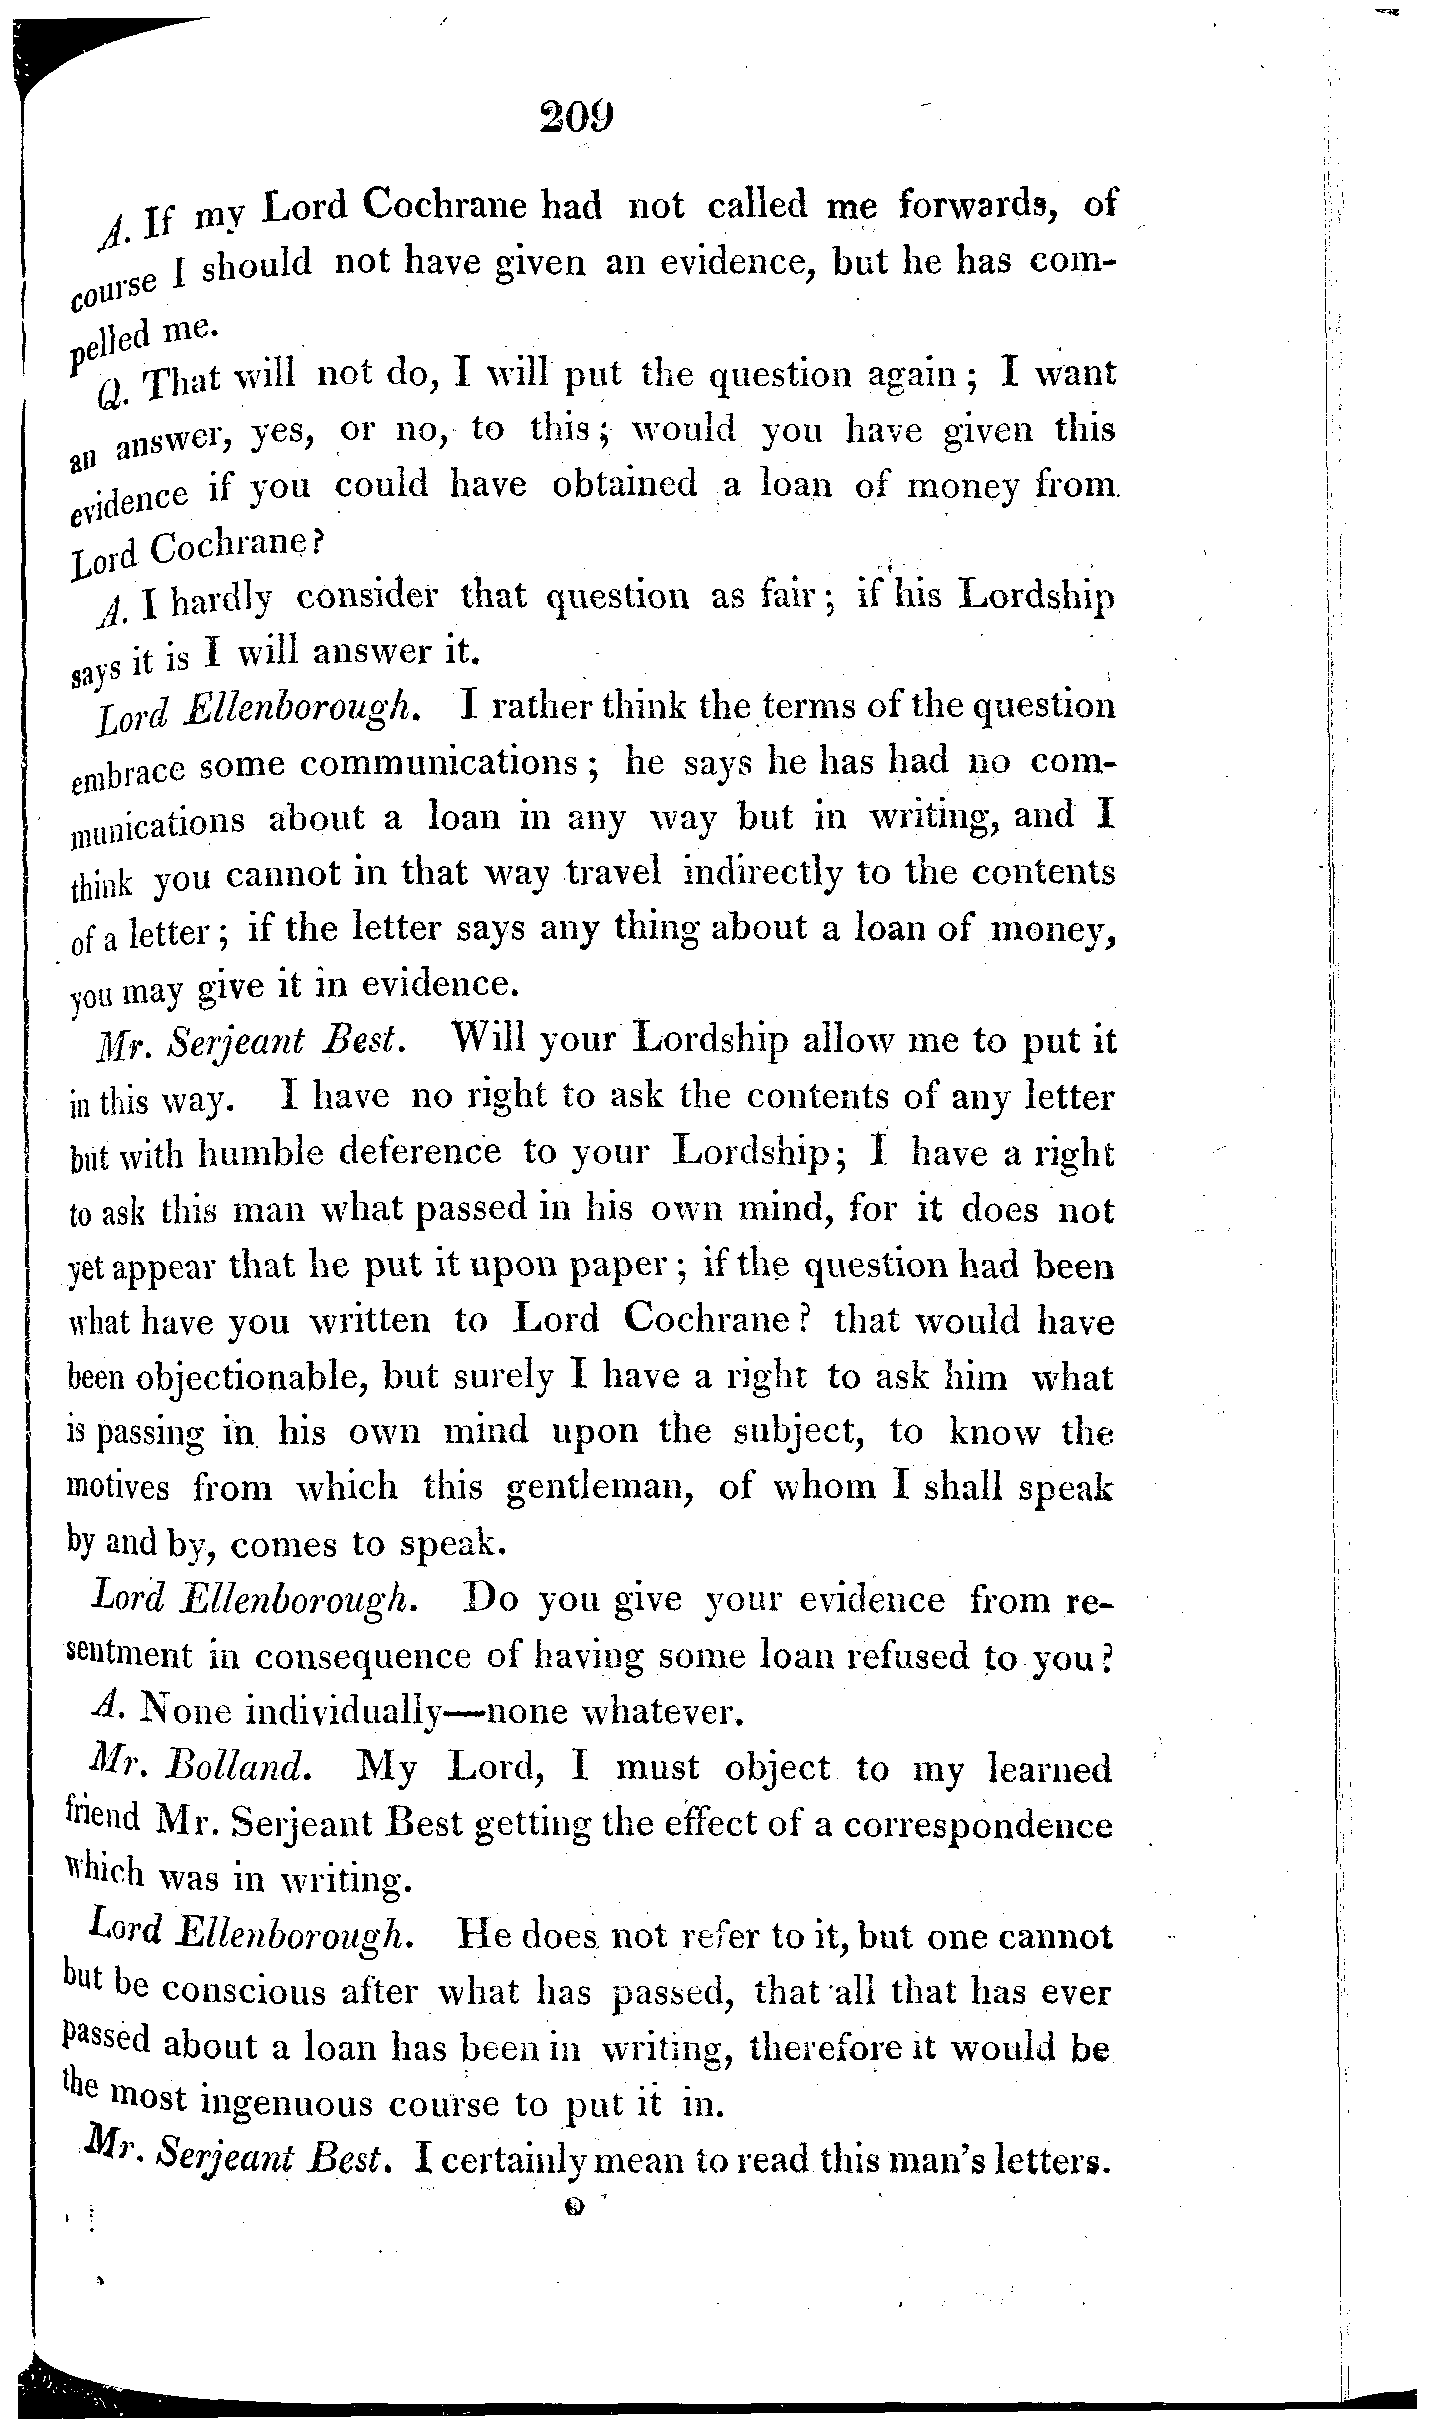 209
A. If my Lord Cochrane had not called me forwards, of
course I should not have given an evidence, but he has com-
pelled me.
Q. That will not do, I will put the question again; I want
an answer, yes, or no, to this; would you have given this
evidence if you could have obtained a loan of money from
Lord Cochrane?
A. I hardly consider that question as fair; if his Lordship
says it is I will answer it.
Lord Ellenborough. I rather think the terms of the question
embrace some communications; he says he has had no com-
munications about a loan in any way but in writing, and I
think you cannot in that way travel indirectly to the contents
of a letter; if the letter says any thing about a loan of money,
you may give it in evidence.
Mr. Serjeant Best. Will your Lordship allow me to put it
in this way. I have no right to ask the contents of any letter
but with humble deference to your Lordship; I have a right
to ask this man what passed in his own mind, for it does not
yet appear that he put it upon paper; if the question had been
what have you written to Lord Cochrane? that would have
been objectionable, but surely I have a right to ask him what
is passing in his own mind upon the subject, to know the
motives from which this gentleman, of whom I shall speak
by and by, comes to speak.
Lord Ellenborough. Do you give your evidence from re-
sentment in consequence of having some loan refused to you?
A. None individually—none whatever.
Mr. Bolland. My Lord, I must object to my learned
friend Mr. Serjeant Best getting the effect of a correspondence
which was in writing.
Lord Ellenborough. He does not refer to it, but one cannot
but be conscious after what has passed, that all that has ever
passed about a loan has been in writing, therefore it would be
the most ingenuous course to put it in.
Mr. Serjeant Best. I certainly mean to read this man's letters.